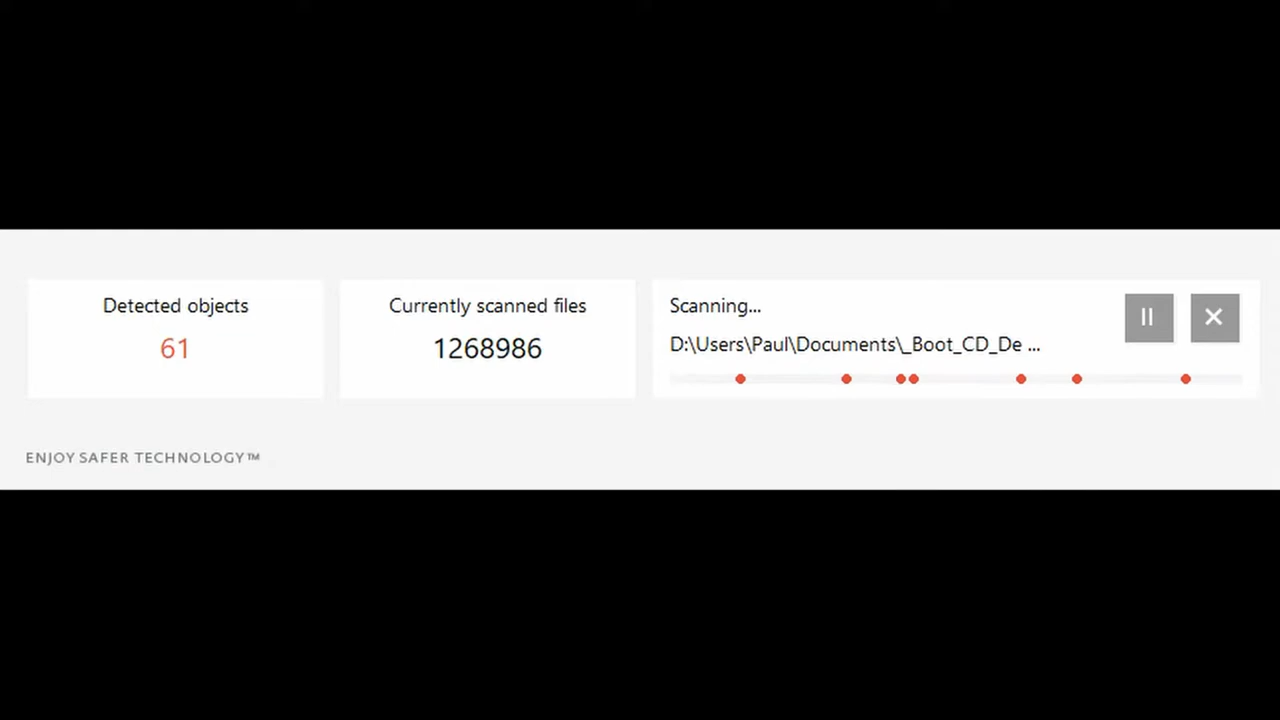 Detected objects
61
Currently scanned files
1268986
Scanning...
D:\Users\Paul\Documents\_Boot_CD_De ...
ENJOY SAFER TECHNOLOGY™